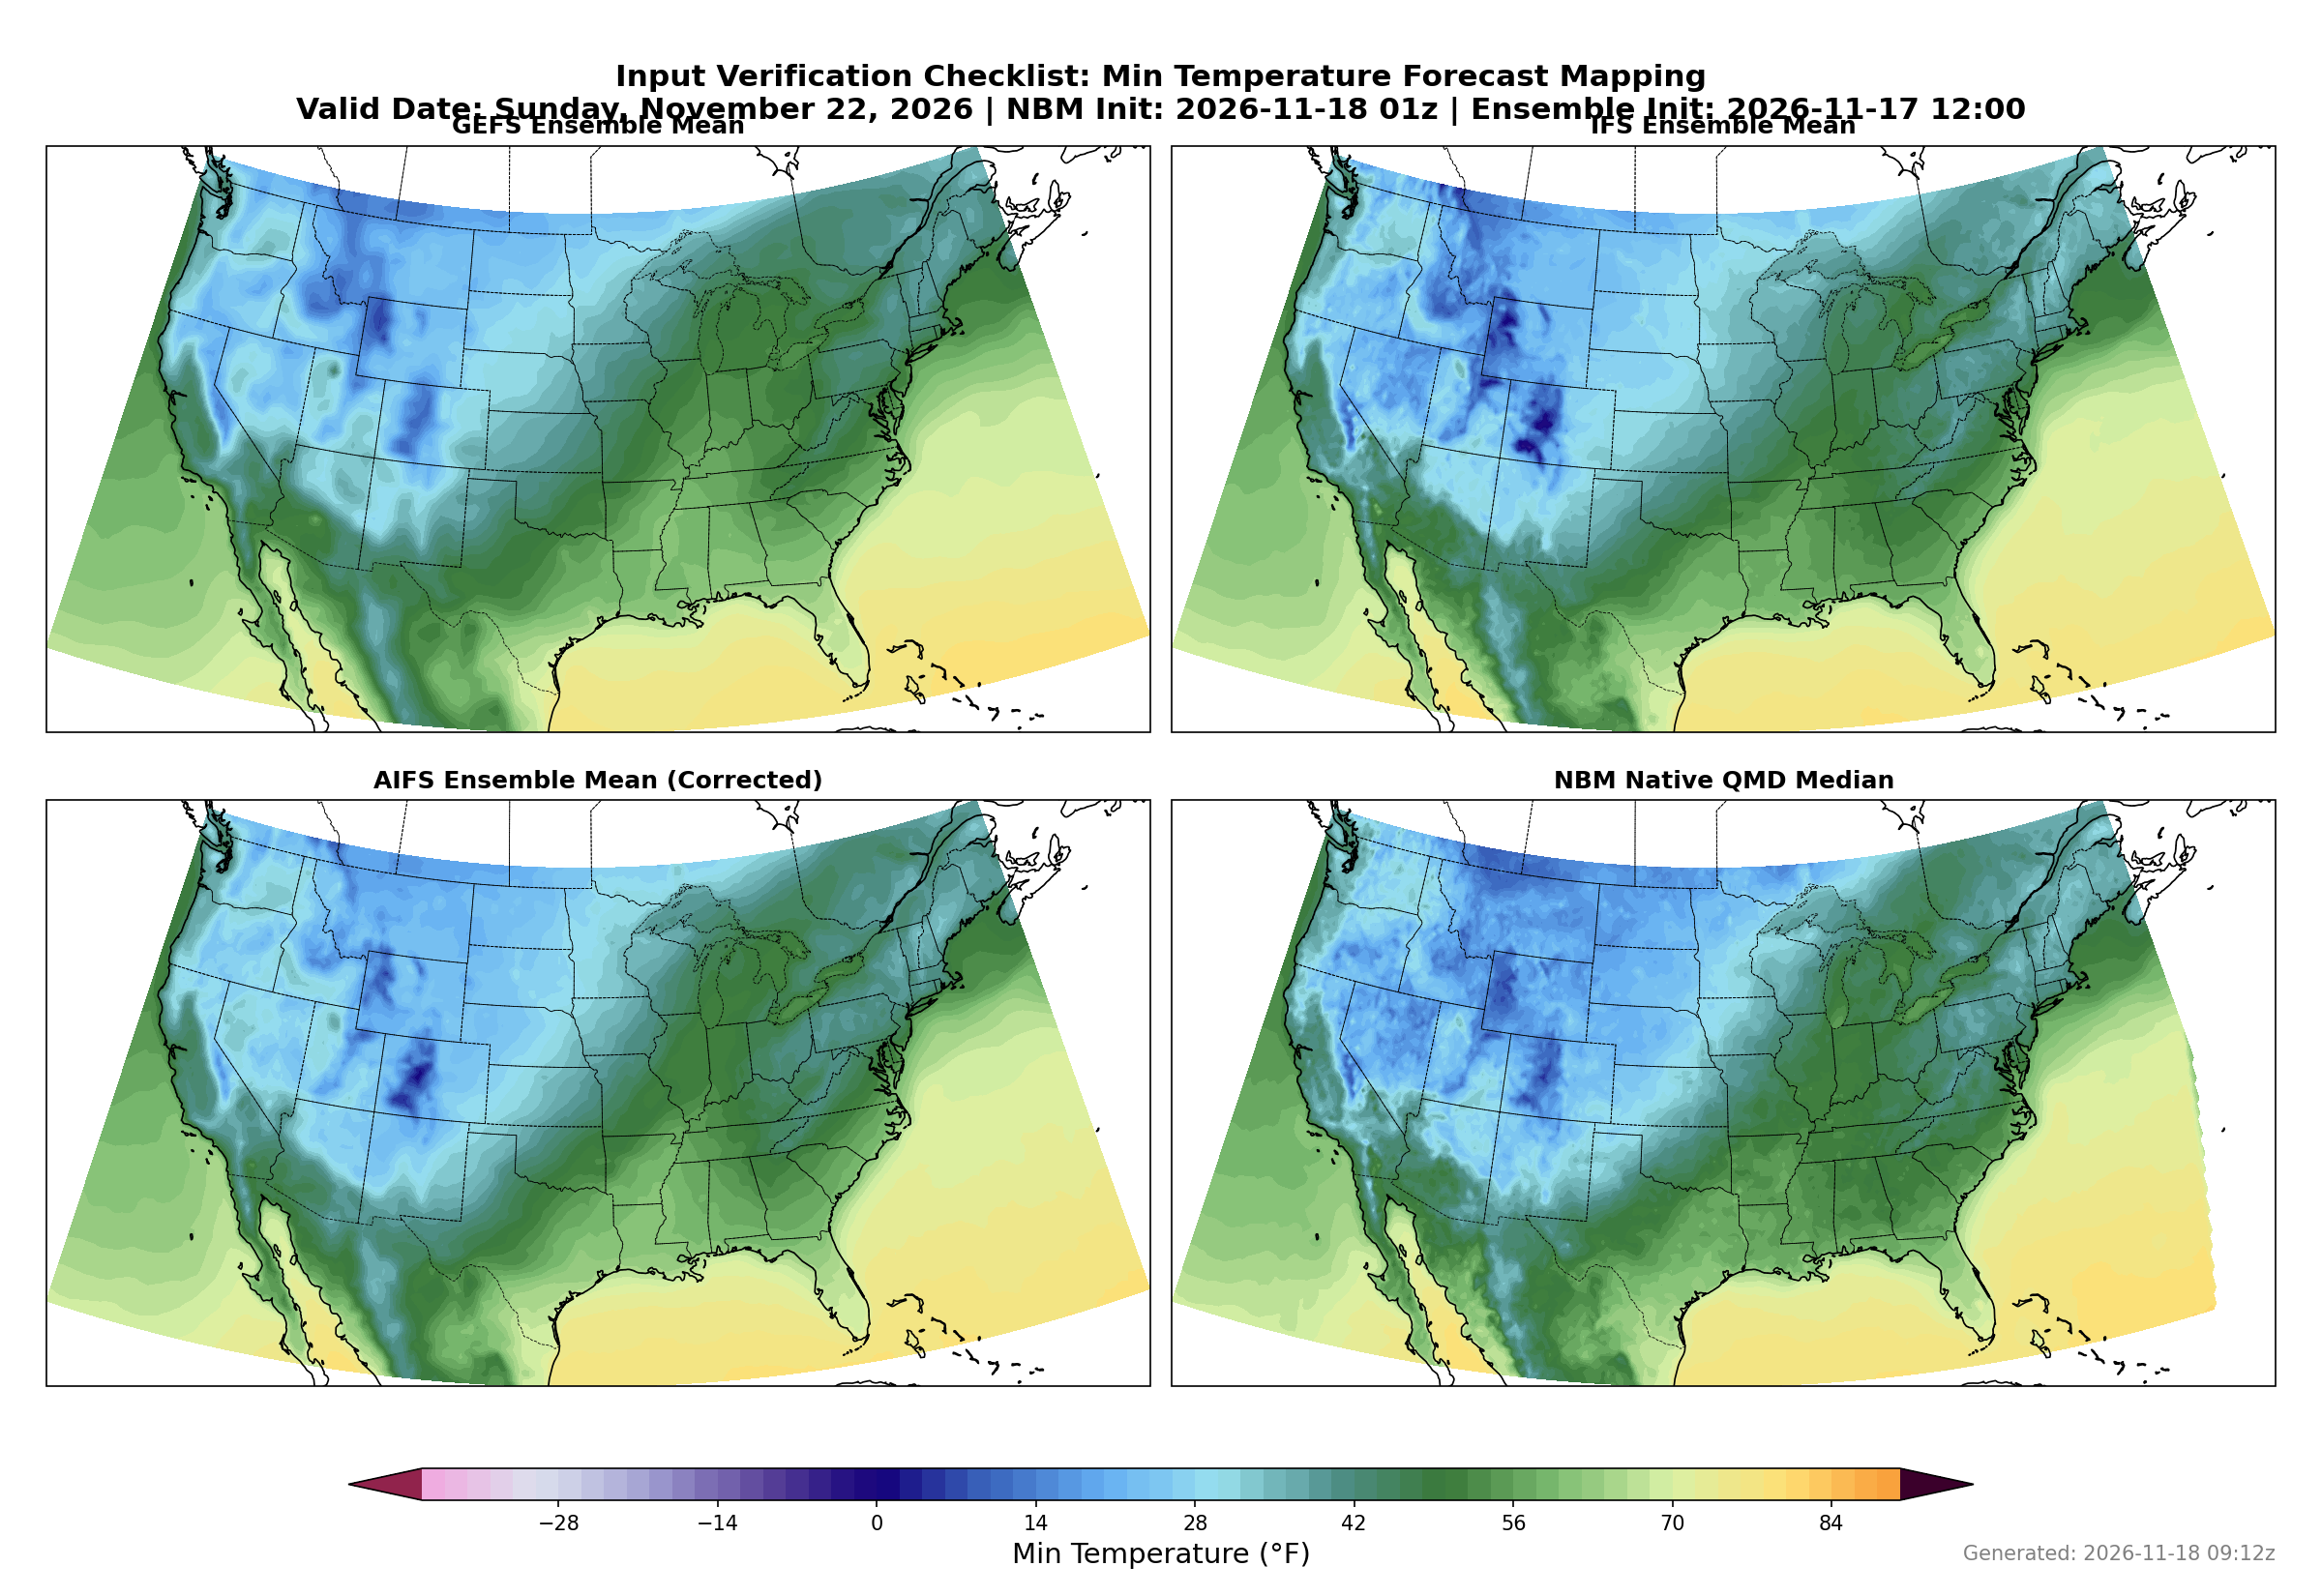 Input Verification Checklist: Min Temperature Forecast Mapping
Valid Date: Sunday, November 22, 2026 | NBM Init: 2026-11-18 01z | Ensemble Init: 2026-11-17 12:00
GEFS Ensemble Mean
IFS Ensemble Mean
AIFS Ensemble Mean (Corrected)
NBM Native QMD Median
−28 −14 0 14 28 42 56 70 84
Min Temperature (°F)
Generated: 2026-11-18 09:12z